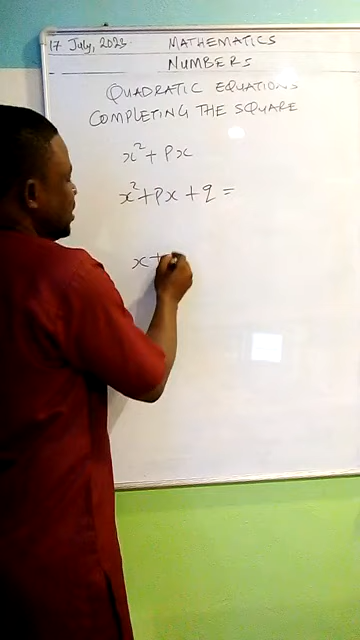 17 July, 2023 MATHEMATICS
NUMBERS
QUADRATIC EQUATIONS
COMPLETING THE SQUARE
x² + px
x² + px + q =
x +